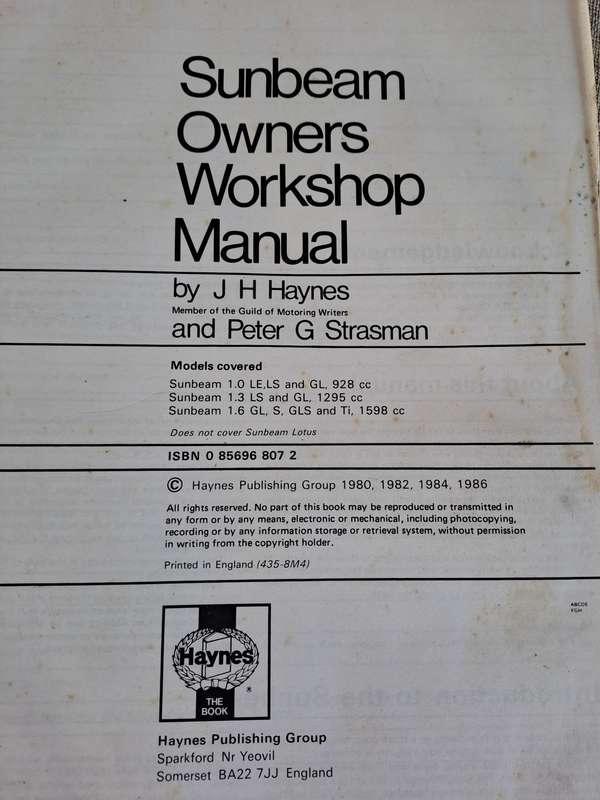 Sunbeam
Owners
Workshop
Manual
by J H Haynes
Member of the Guild of Motoring Writers
and Peter G Strasman
Models covered
Sunbeam 1.0 LE,LS and GL, 928 cc
Sunbeam 1.3 LS and GL, 1295 cc
Sunbeam 1.6 GL, S, GLS and Ti, 1598 cc
Does not cover Sunbeam Lotus
ISBN 0 85696 807 2
© Haynes Publishing Group 1980, 1982, 1984, 1986
All rights reserved. No part of this book may be reproduced or transmitted in
any form or by any means, electronic or mechanical, including photocopying,
recording or by any information storage or retrieval system, without permission
in writing from the copyright holder.
Printed in England (435-8M4)
ABCDE
FGH
Haynes
®
THE
BOOK
Haynes Publishing Group
Sparkford Nr Yeovil
Somerset BA22 7JJ England